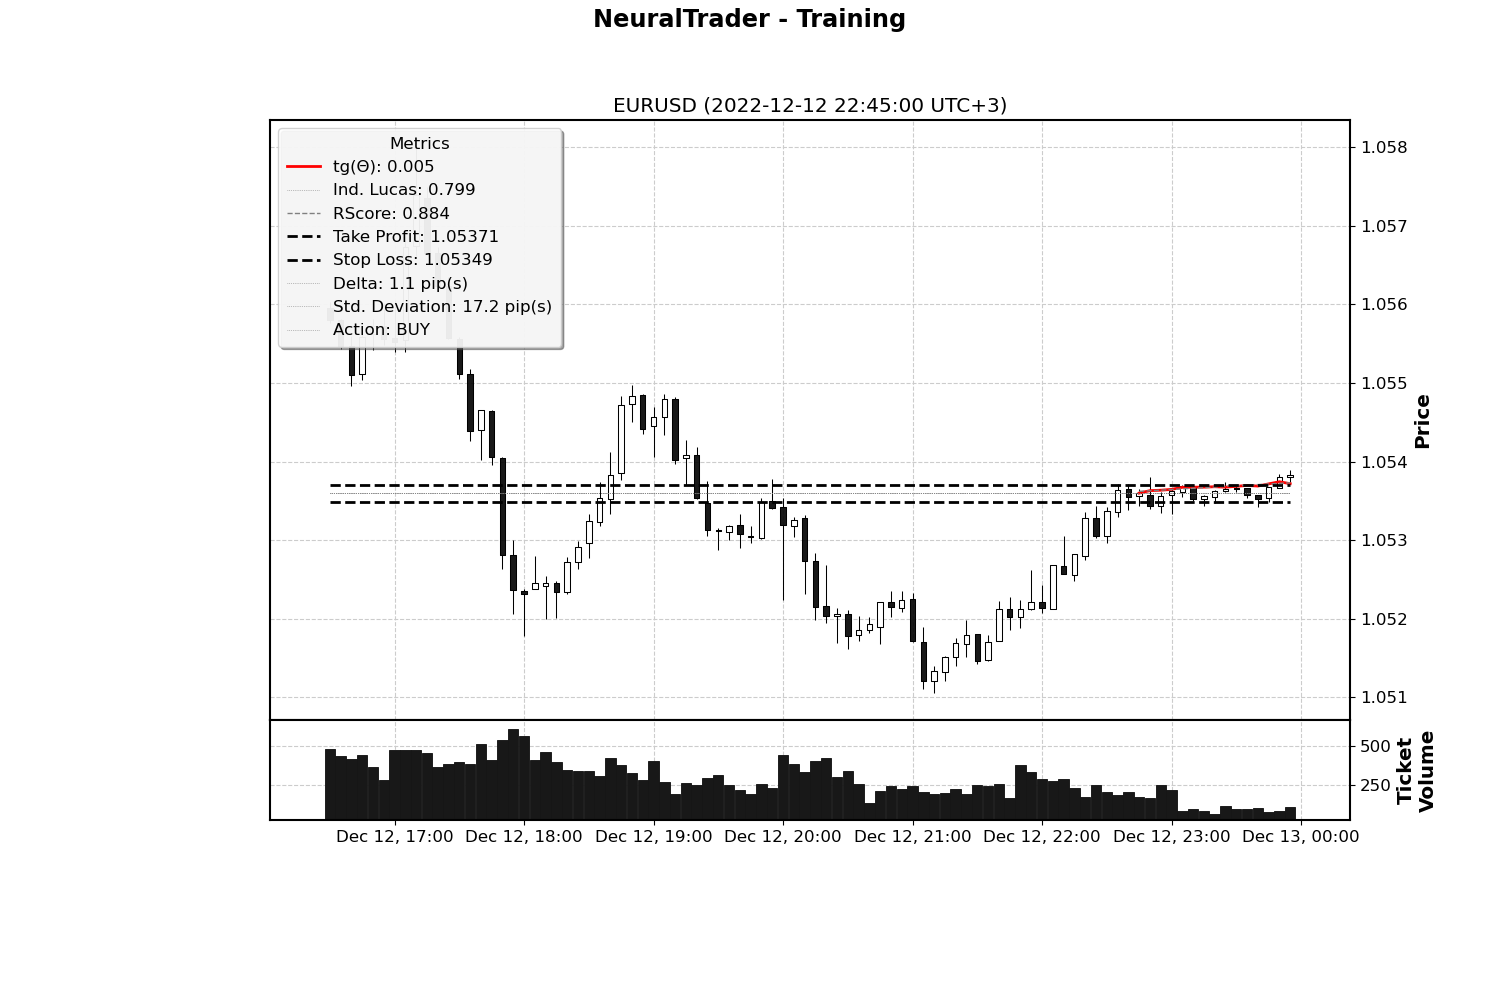 NeuralTrader - Training
EURUSD (2022-12-12 22:45:00 UTC+3)
Metrics
tg(Θ): 0.005
Ind. Lucas: 0.799
RScore: 0.884
Take Profit: 1.05371
Stop Loss: 1.05349
Delta: 1.1 pip(s)
Std. Deviation: 17.2 pip(s)
Action: BUY
1.058
1.057
1.056
1.055
1.054
1.053
1.052
1.051
Price
500
250
Ticket
Volume
Dec 12, 17:00 Dec 12, 18:00 Dec 12, 19:00 Dec 12, 20:00 Dec 12, 21:00 Dec 12, 22:00 Dec 12, 23:00 Dec 13, 00:00